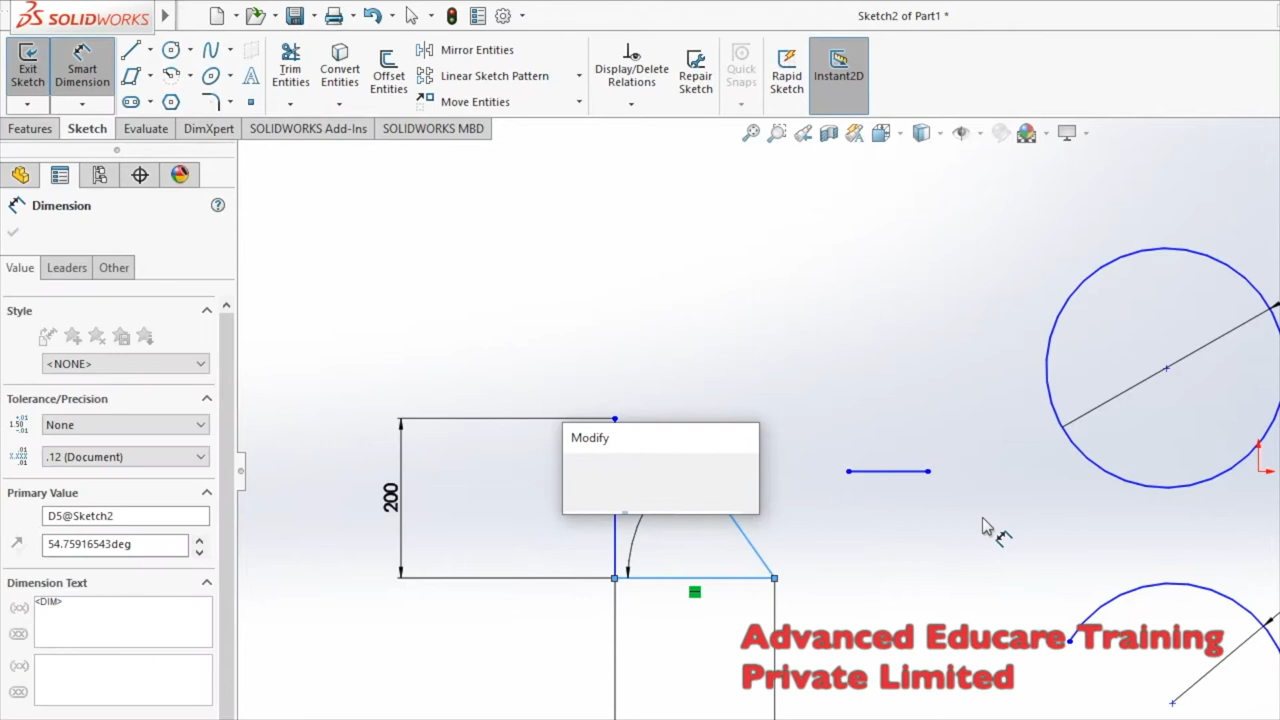 SOLIDWORKS
Sketch2 of Part1 *
Exit Sketch
Smart Dimension
Trim Entities
Convert Entities
Offset Entities
Mirror Entities
Linear Sketch Pattern
Move Entities
Display/Delete Relations
Repair Sketch
Quick Snaps
Rapid Sketch
Instant2D
Features
Sketch
Evaluate
DimXpert
SOLIDWORKS Add-Ins
SOLIDWORKS MBD
Dimension
Value
Leaders
Other
Style
<NONE>
Tolerance/Precision
None
.12 (Document)
Primary Value
D5@Sketch2
54.75916543deg
Dimension Text
<DIM>
200
Modify
Advanced Educare Training
Private Limited